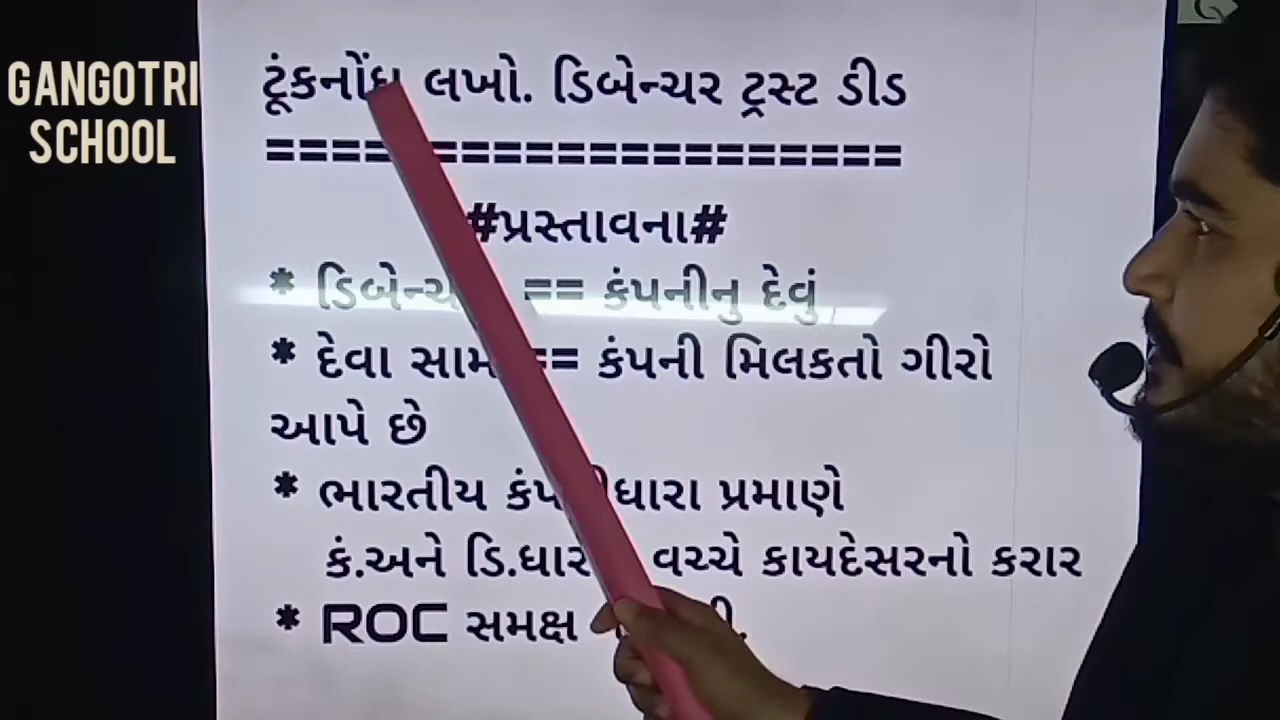 GANGOTRI
SCHOOL
ટૂંકનોંધ લખો. ડિબેન્ચર ટ્રસ્ટ ડીડ
====================
#પ્રસ્તાવના#
* ડિબેન્ચ == કંપનીનુ દેવું
* દેવા સામ == કંપની મિલકતો ગીરો
આપે છે
* ભારતીય કં ધારા પ્રમાણે
કં.અને ડિ.ધાર વચ્ચે કાયદેસરનો કરાર
* ROC સમક્ષ